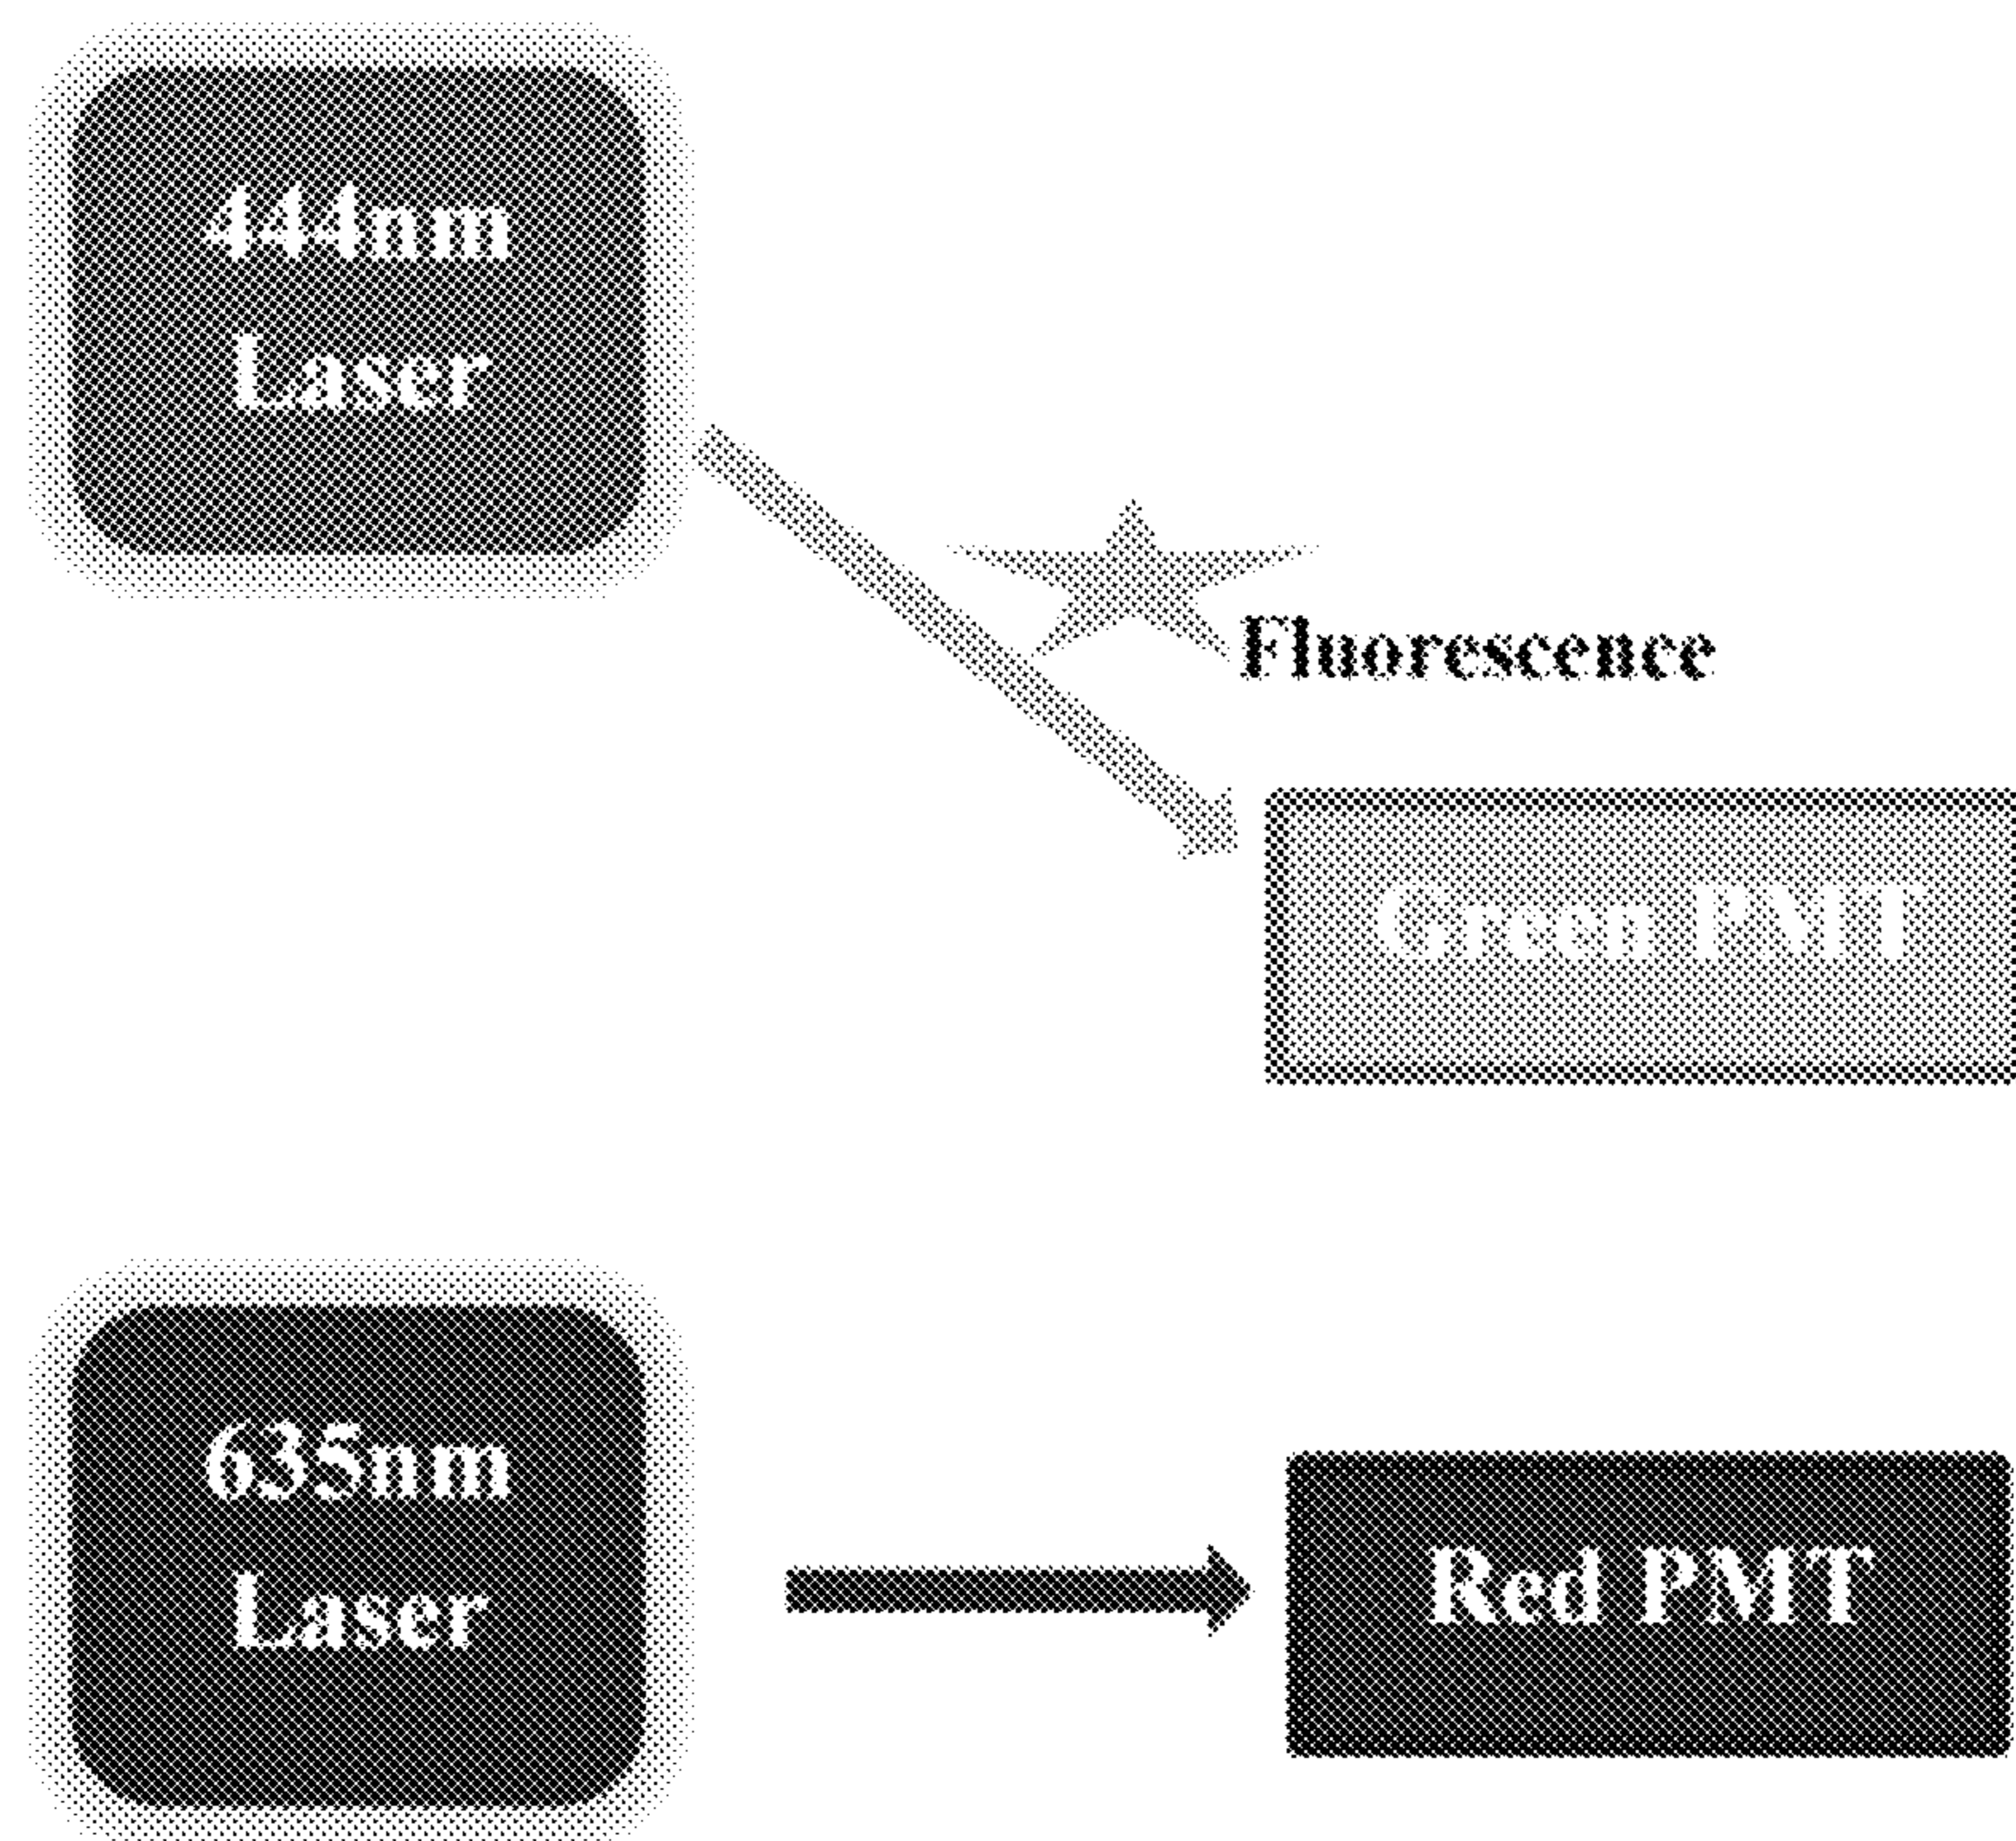 444nm
Laser
Fluorescence
Green PMT
635nm
Laser
Red PMT